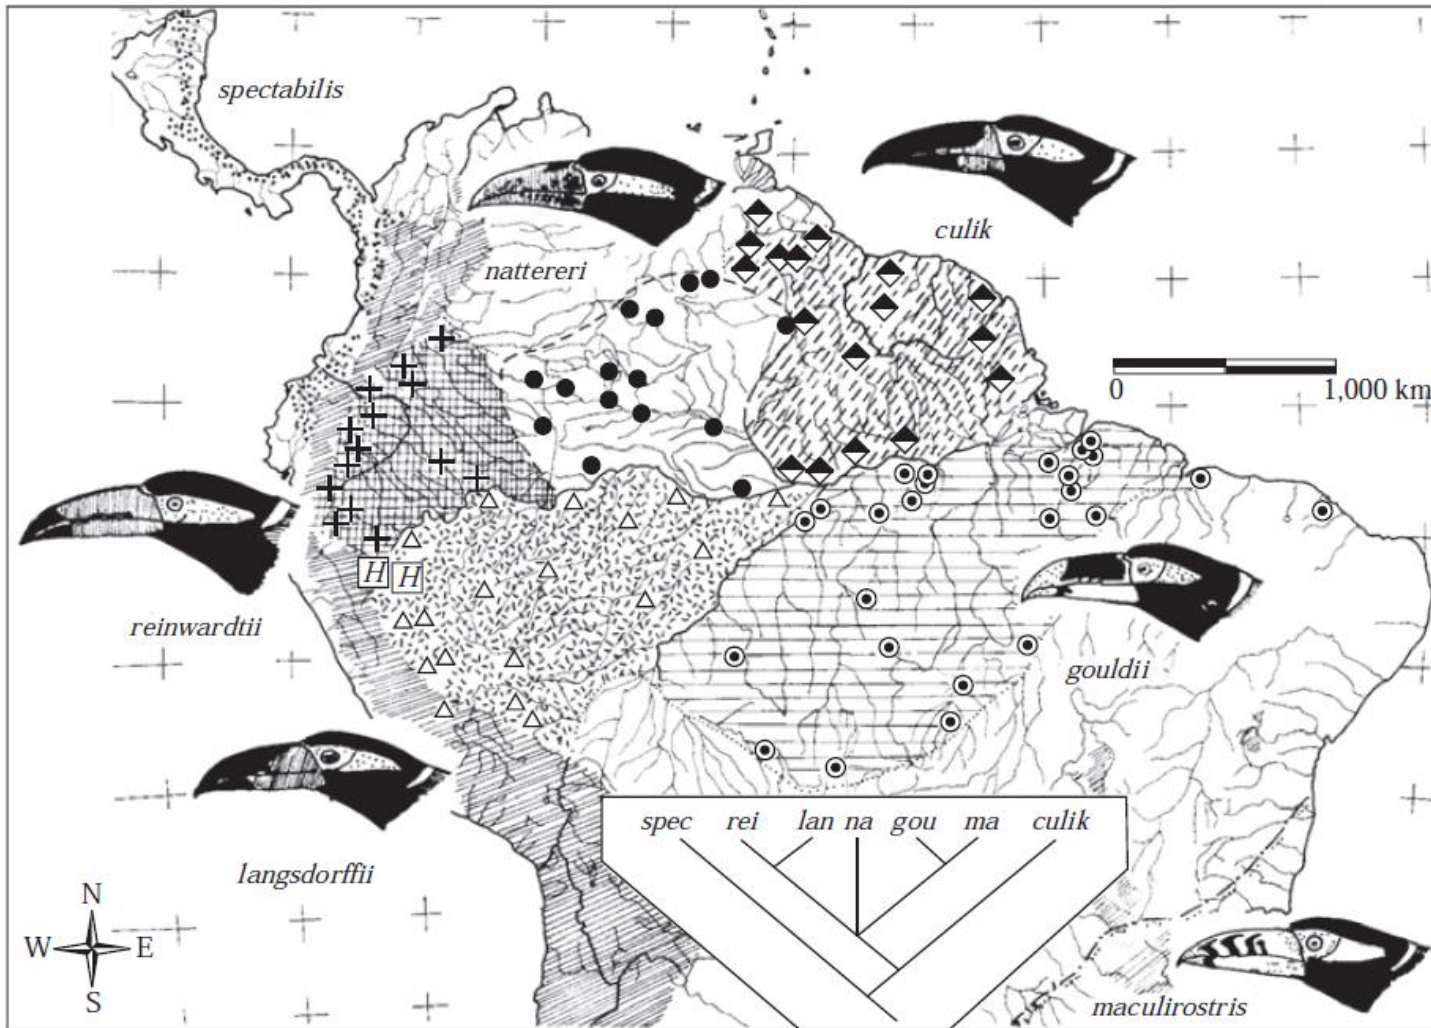 spectabilis
culik
nattereri
0 1,000 km
reinwardtii
H H
gouldii
langsdorffii
spec rei lan na gou ma culik
N
W E
S
maculirostris